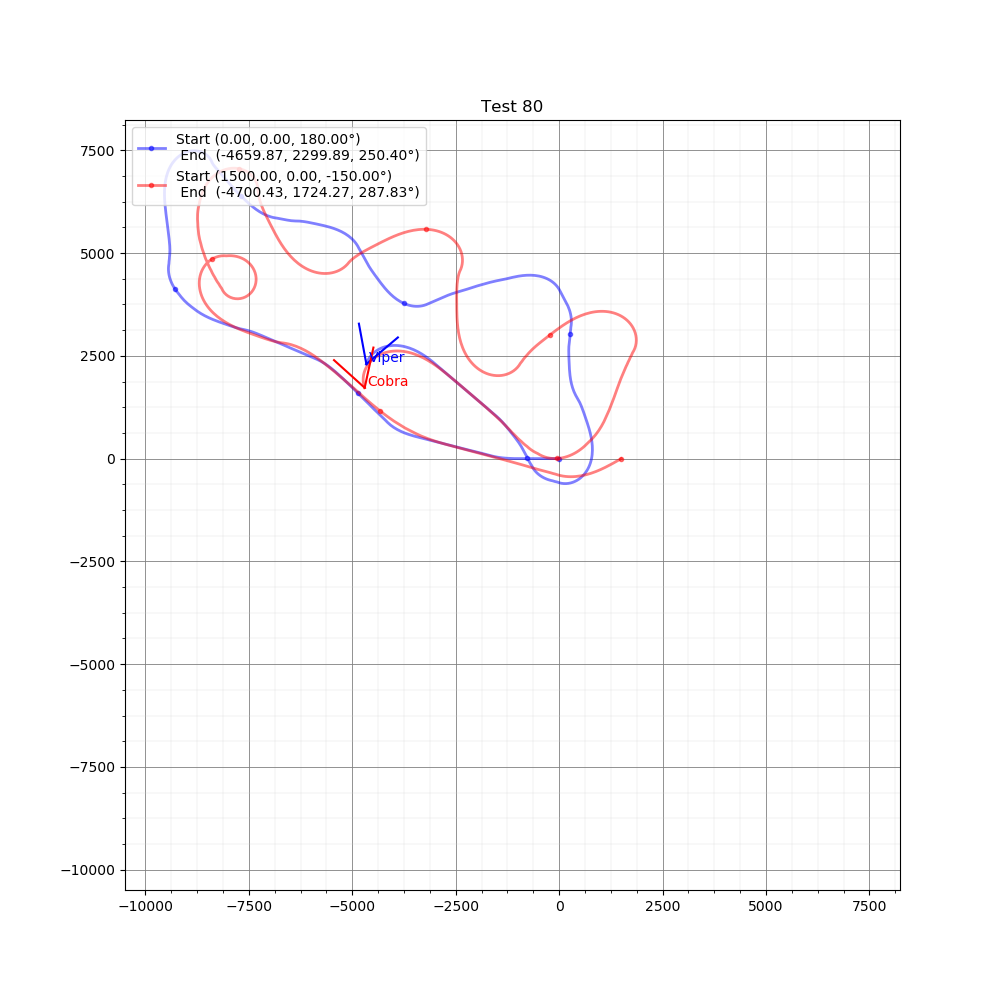 Test 80
Start (0.00, 0.00, 180.00°)
End (-4659.87, 2299.89, 250.40°)
Start (1500.00, 0.00, -150.00°)
End (-4700.43, 1724.27, 287.83°)
7500
5000
2500
0
−2500
−5000
−7500
−10000
Viper
Cobra
−10000 −7500 −5000 −2500 0 2500 5000 7500